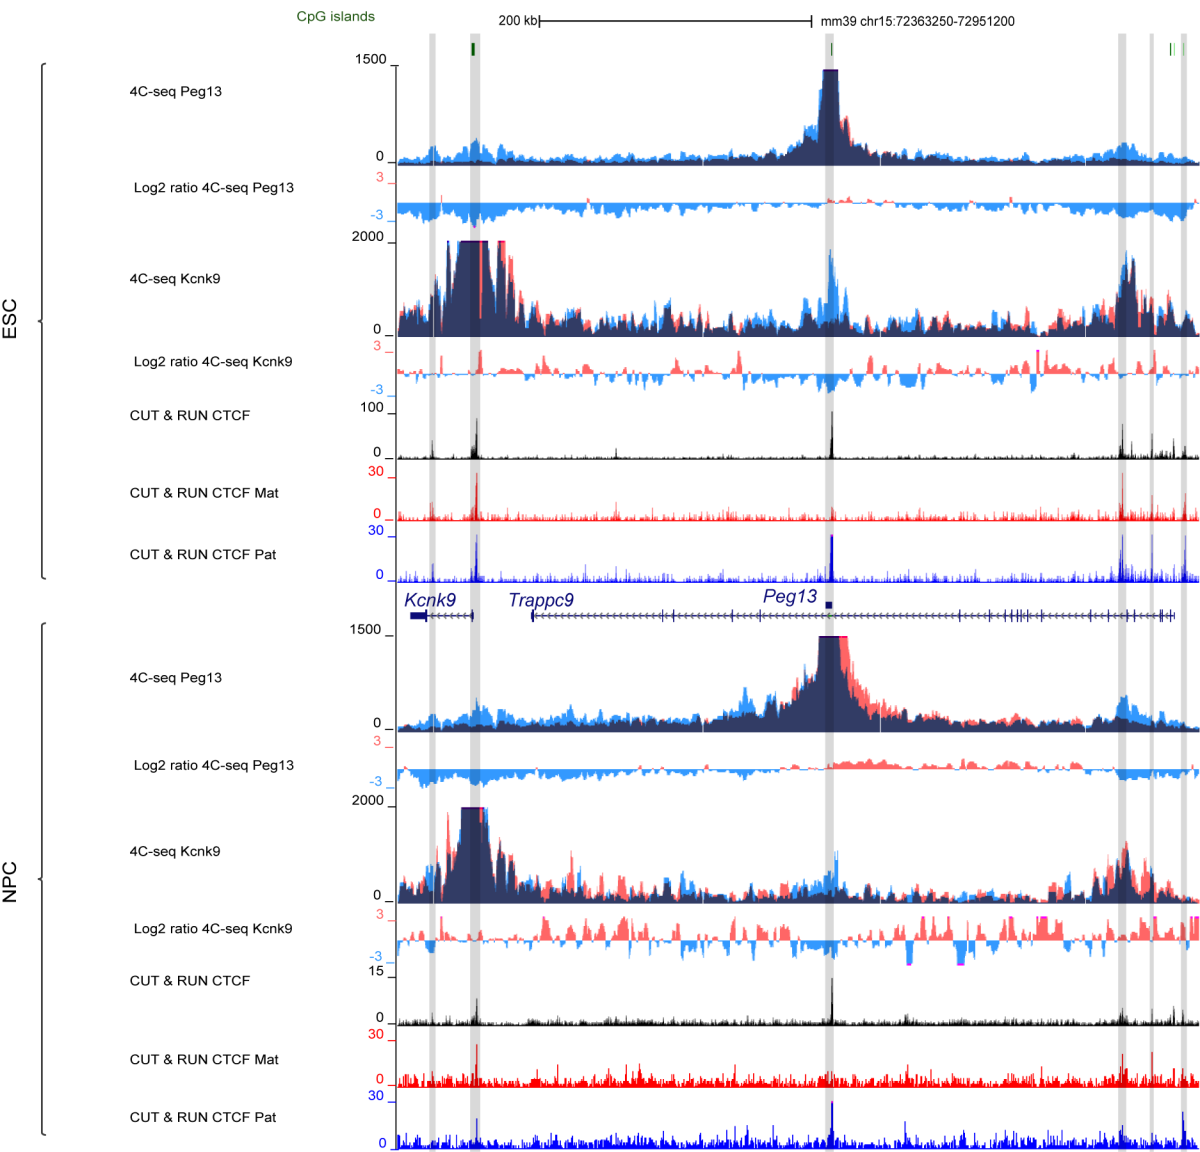 CpG islands
200 kb
mm39 chr15:72363250-72951200
ESC
1500
4C-seq Peg13
0
3
Log2 ratio 4C-seq Peg13
-3
2000
4C-seq Kcnk9
0
3
Log2 ratio 4C-seq Kcnk9
-3
100
CUT & RUN CTCF
0
30
CUT & RUN CTCF Mat
0
30
CUT & RUN CTCF Pat
0
Kcnk9 Trappc9 Peg13
NPC
1500
4C-seq Peg13
0
3
Log2 ratio 4C-seq Peg13
-3
2000
4C-seq Kcnk9
0
3
Log2 ratio 4C-seq Kcnk9
-3
15
CUT & RUN CTCF
0
30
CUT & RUN CTCF Mat
0
30
CUT & RUN CTCF Pat
0